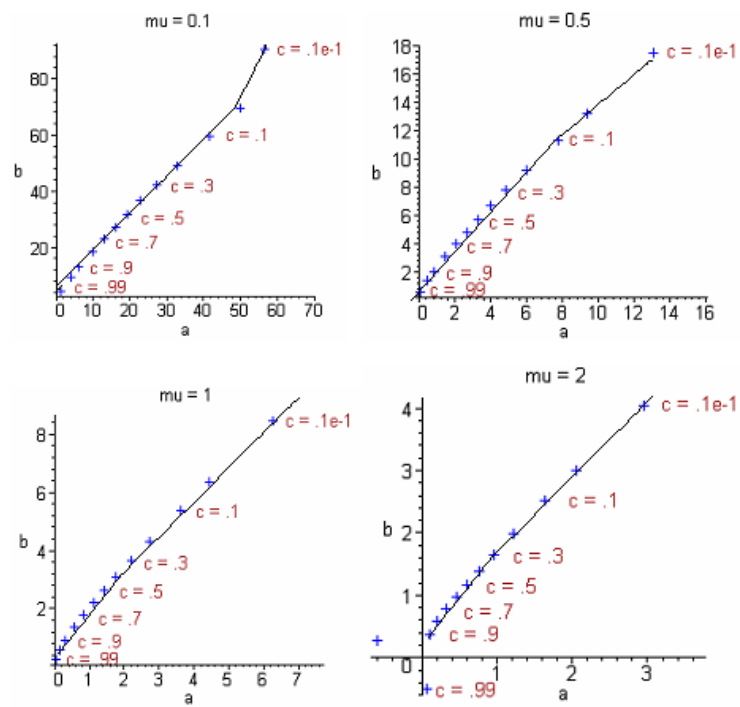 mu = 0.1
80
60
b
40
20
0 10 20 30 40 50 60 70
a
c = .1e-1
c = .1
c = .3
c = .5
c = .7
c = .9
c = .99
mu = 0.5
18
16
14
12
b
10
8
6
4
2
0 2 4 6 8 10 12 14 16
a
c = .1e-1
c = .1
c = .3
c = .5
c = .7
c = .9
c = .99
mu = 1
8
6
b
4
2
0 1 2 3 4 5 6 7
a
c = .1e-1
c = .1
c = .3
c = .5
c = .7
c = .9
c = .99
mu = 2
4
3
b
2
1
0 1 2 3
a
c = .1e-1
c = .1
c = .3
c = .5
c = .7
c = .9
c = .99